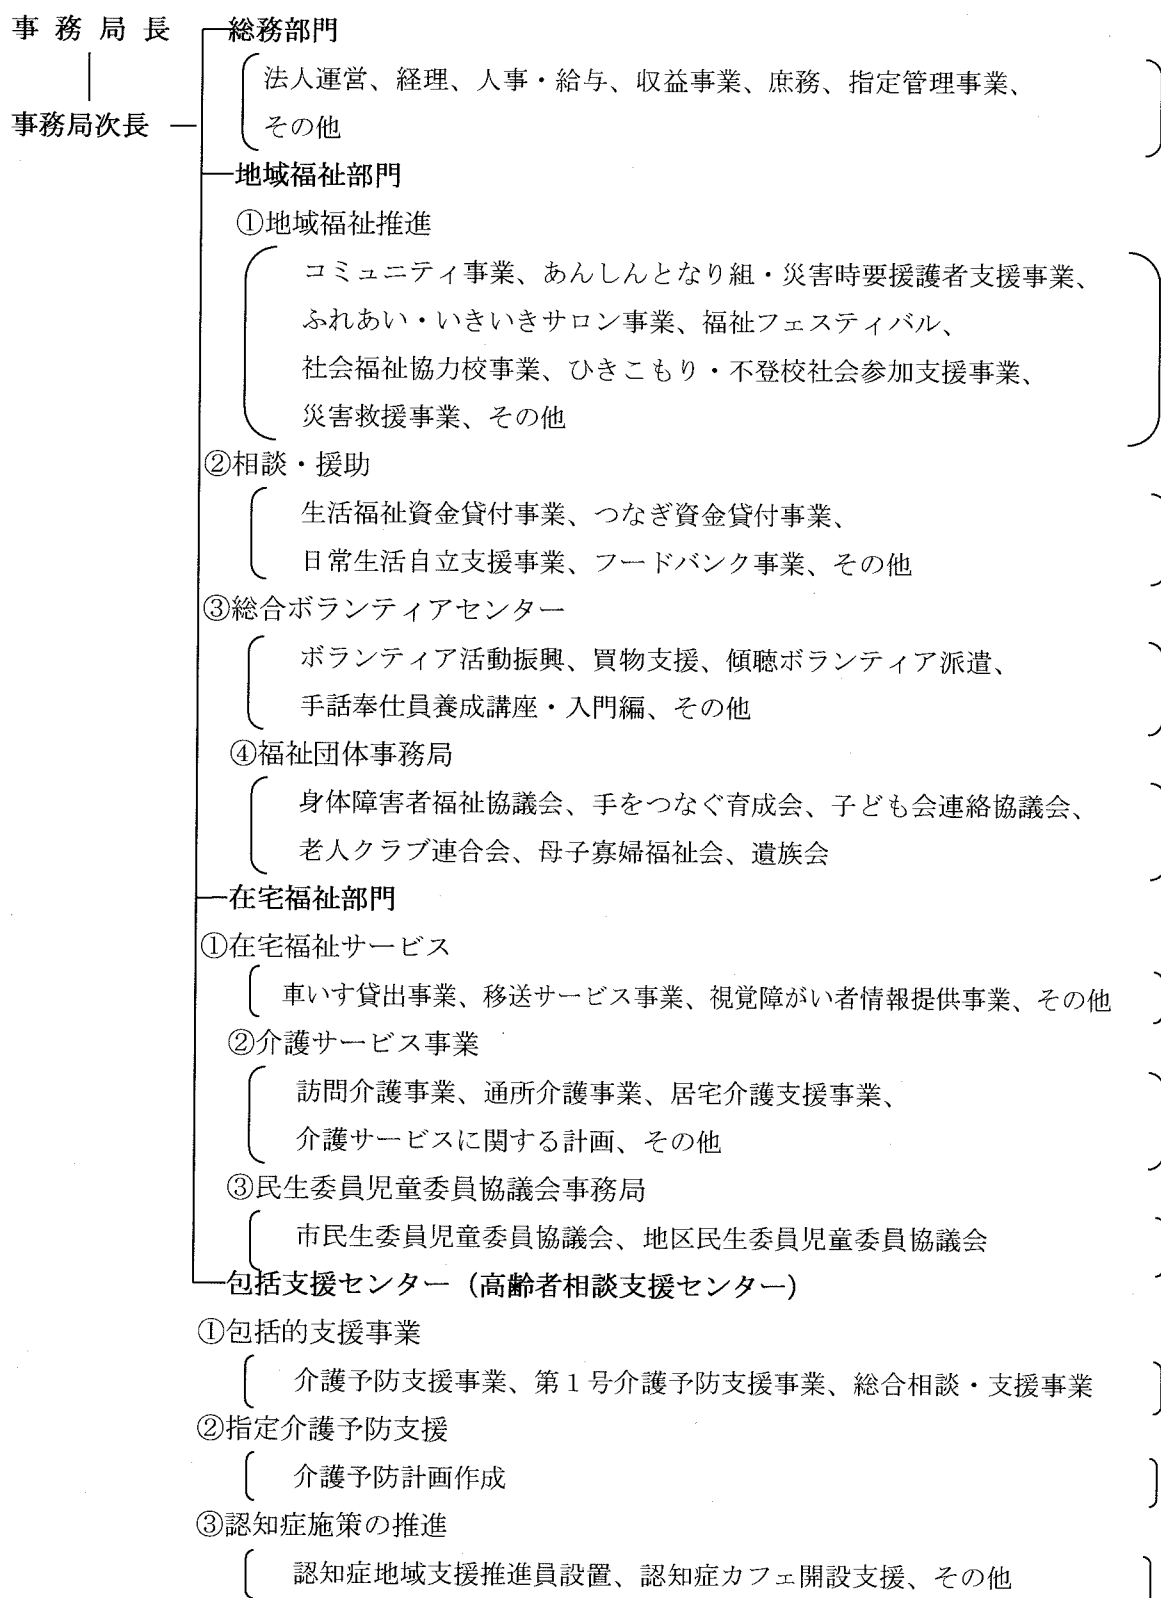 事務局長
総務部門
法人運営、経理、人事・給与、収益事業、庶務、指定管理事業、
事務局次長
その他
地域福祉部門
①地域福祉推進
コミュニティ事業、あんしんとなり組・災害時要援護者支援事業、
ふれあい・いきいきサロン事業、福祉フェスティバル、
社会福祉協力校事業、ひきこもり・不登校社会参加支援事業、
災害救援事業、その他
②相談・援助
生活福祉資金貸付事業、つなぎ資金貸付事業、
日常生活自立支援事業、フードバンク事業、その他
③総合ボランティアセンター
ボランティア活動振興、買物支援、傾聴ボランティア派遣、
手話奉仕員養成講座・入門編、その他
④福祉団体事務局
身体障害者福祉協議会、手をつなぐ育成会、子ども会連絡協議会、
老人クラブ連合会、母子寡婦福祉会、遺族会
在宅福祉部門
①在宅福祉サービス
車いす貸出事業、移送サービス事業、視覚障がい者情報提供事業、その他
②介護サービス事業
訪問介護事業、通所介護事業、居宅介護支援事業、
介護サービスに関する計画、その他
③民生委員児童委員協議会事務局
市民生委員児童委員協議会、地区民生委員児童委員協議会
包括支援センター（高齢者相談支援センター）
①包括的支援事業
介護予防支援事業、第１号介護予防支援事業、総合相談・支援事業
②指定介護予防支援
介護予防計画作成
③認知症施策の推進
認知症地域支援推進員設置、認知症カフェ開設支援、その他